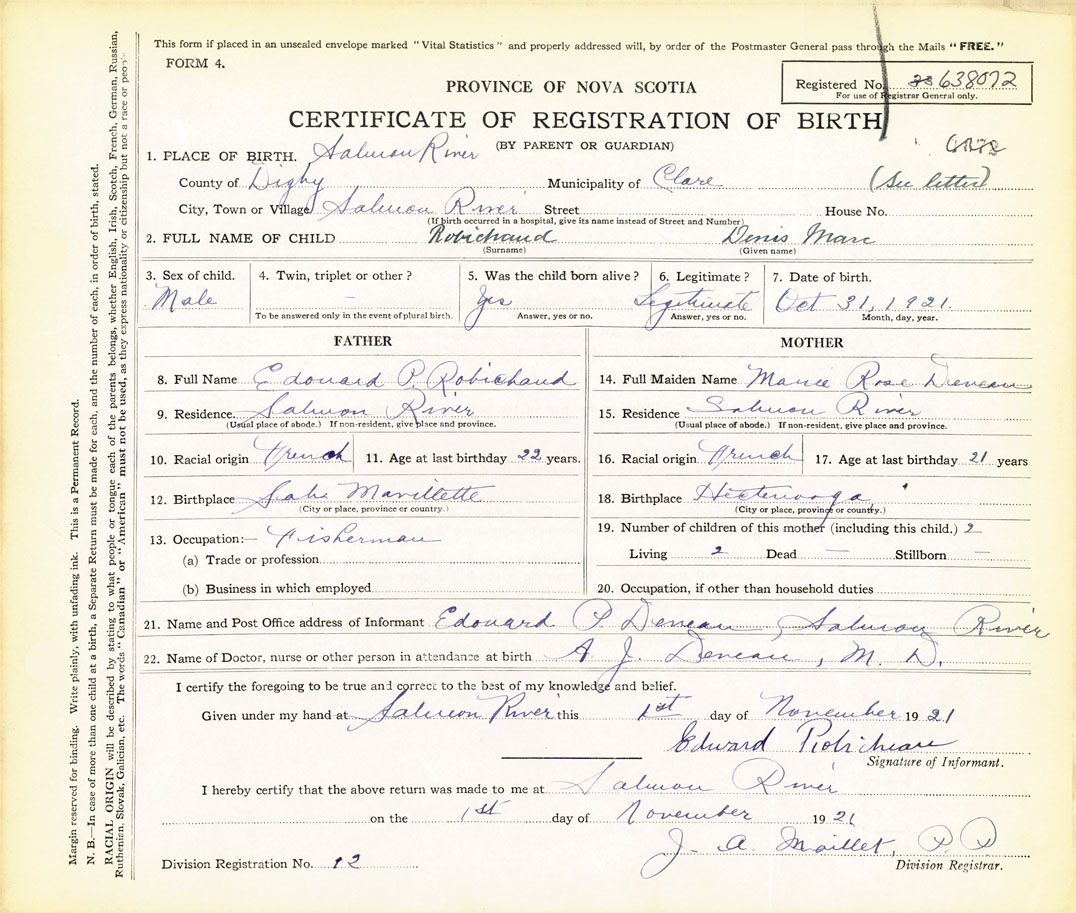 This form if placed in an unsealed envelope marked "Vital Statistics" and properly addressed will, by order of the Postmaster General pass through the Mails "FREE."
FORM 4.
PROVINCE OF NOVA SCOTIA
Registered No. 638072
For use of Registrar General only.
CERTIFICATE OF REGISTRATION OF BIRTH
(BY PARENT OR GUARDIAN)
1. PLACE OF BIRTH. Salmon River
County of Digby Municipality of Clare (See letter)
City, Town or Village Salmon River Street House No.
(If birth occurred in a hospital, give its name instead of Street and Number)
2. FULL NAME OF CHILD Robichaud Denis Marc
(Surname) (Given name)
3. Sex of child. 4. Twin, triplet or other? 5. Was the child born alive? 6. Legitimate? 7. Date of birth.
Male — Yes Legitimate Oct 31, 1921.
To be answered only in the event of plural birth. Answer, yes or no. Answer, yes or no. Month, day, year.
FATHER
8. Full Name Edouard P. Robichaud
9. Residence. Salmon River
(Usual place of abode.) If non-resident, give place and province.
10. Racial origin French 11. Age at last birthday 22 years.
12. Birthplace Mavillette
(City or place, province or country.)
13. Occupation:— Fisherman
(a) Trade or profession
(b) Business in which employed
MOTHER
14. Full Maiden Name Rose Deveau
15. Residence Salmon River
(Usual place of abode.) If non-resident, give place and province.
16. Racial origin French 17. Age at last birthday 21 years
18. Birthplace
(City or place, province or country.)
19. Number of children of this mother (including this child.) 2
Living 2 Dead — Stillborn —
20. Occupation, if other than household duties
21. Name and Post Office address of Informant Edouard P Deveau, Salmon River
22. Name of Doctor, nurse or other person in attendance at birth A. J. Deveau, M. D.
I certify the foregoing to be true and correct to the best of my knowledge and belief.
Given under my hand at Salmon River this 1st day of November 1921
Edward Robicheau
Signature of Informant.
I hereby certify that the above return was made to me at Salmon River
on the 1st day of November 1921
J. A. Maillet, P. P.
Division Registrar.
Division Registration No. 12
Margin reserved for binding. Write plainly, with unfading ink. This is a Permanent Record.
N. B.—In case of more than one child at a birth, a Separate Return must be made for each, and the number of each, in order of birth, stated.
RACIAL ORIGIN will be described by stating to what people or tongue each of the parents belongs, whether English, Irish, Scotch, French, German, Russian,
Ruthenian, Slovak, Galician, etc. The words "Canadian" or "American" must not be used, as they express nationality or citizenship but not a race or people